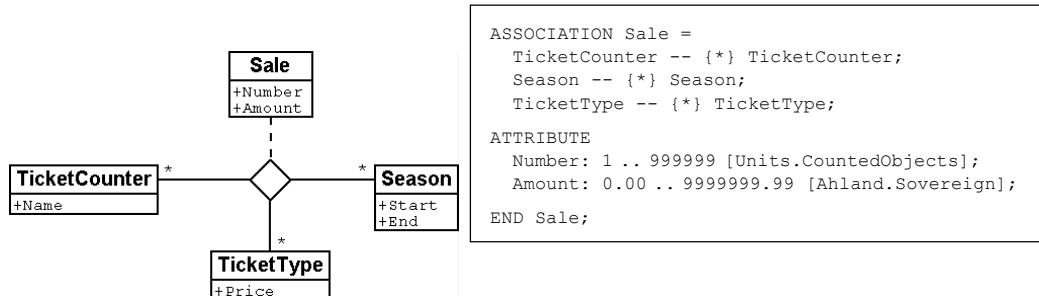 Sale
+Number
+Amount
TicketCounter
+Name
*
*
Season
+Start
+End
*
TicketType
+Price
ASSOCIATION Sale =
TicketCounter -- {*} TicketCounter;
Season -- {*} Season;
TicketType -- {*} TicketType;
ATTRIBUTE
Number: 1 .. 999999 [Units.CountedObjects];
Amount: 0.00 .. 9999999.99 [Ahland.Sovereign];
END Sale;